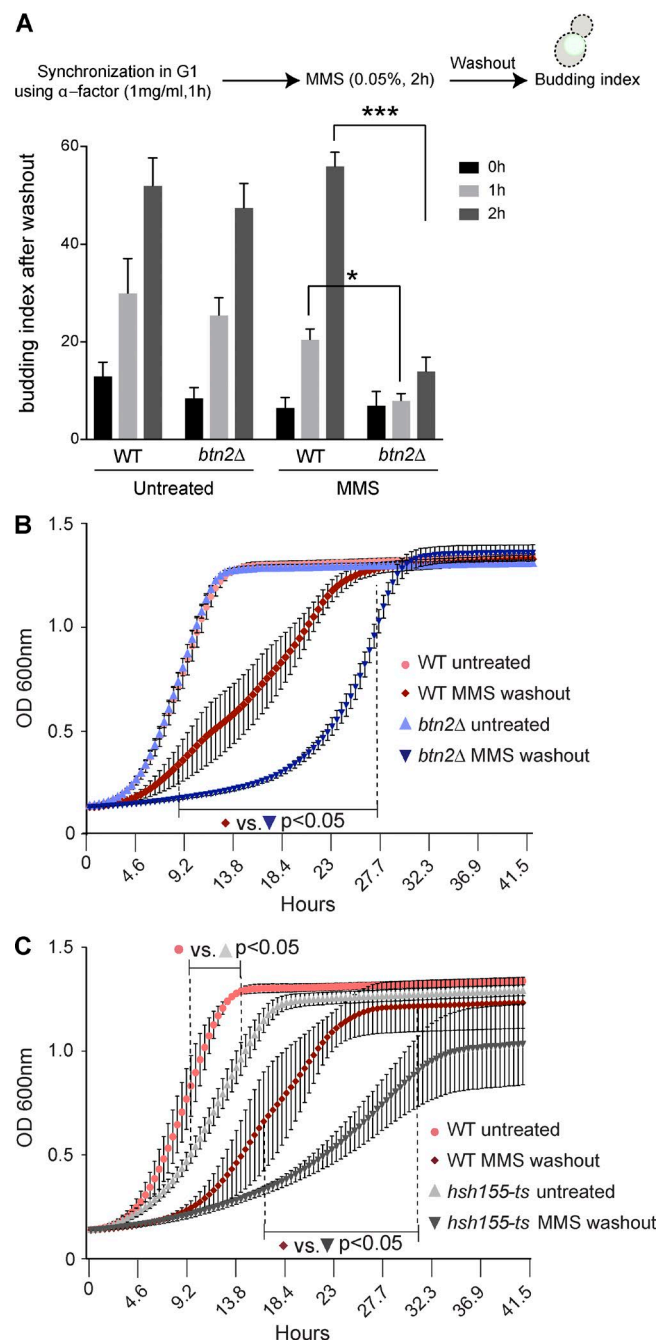 A
Synchronization in G1
using α–factor (1mg/ml,1h)
MMS (0.05%, 2h)
Washout
Budding index
budding index after washout
60
40
20
0
***
*
0h
1h
2h
WT
btn2Δ
WT
btn2Δ
Untreated
MMS
B
OD 600nm
1.5
1.0
0.5
0
WT untreated
WT MMS washout
btn2Δ untreated
btn2Δ MMS washout
vs. p<0.05
0
4.6
9.2
13.8
18.4
23
27.7
32.3
36.9
41.5
Hours
C
OD 600nm
1.5
1.0
0.5
0
vs. p<0.05
WT untreated
WT MMS washout
hsh155-ts untreated
hsh155-ts MMS washout
vs. p<0.05
0
4.6
9.2
13.8
18.4
23
27.7
32.3
36.9
41.5
Hours